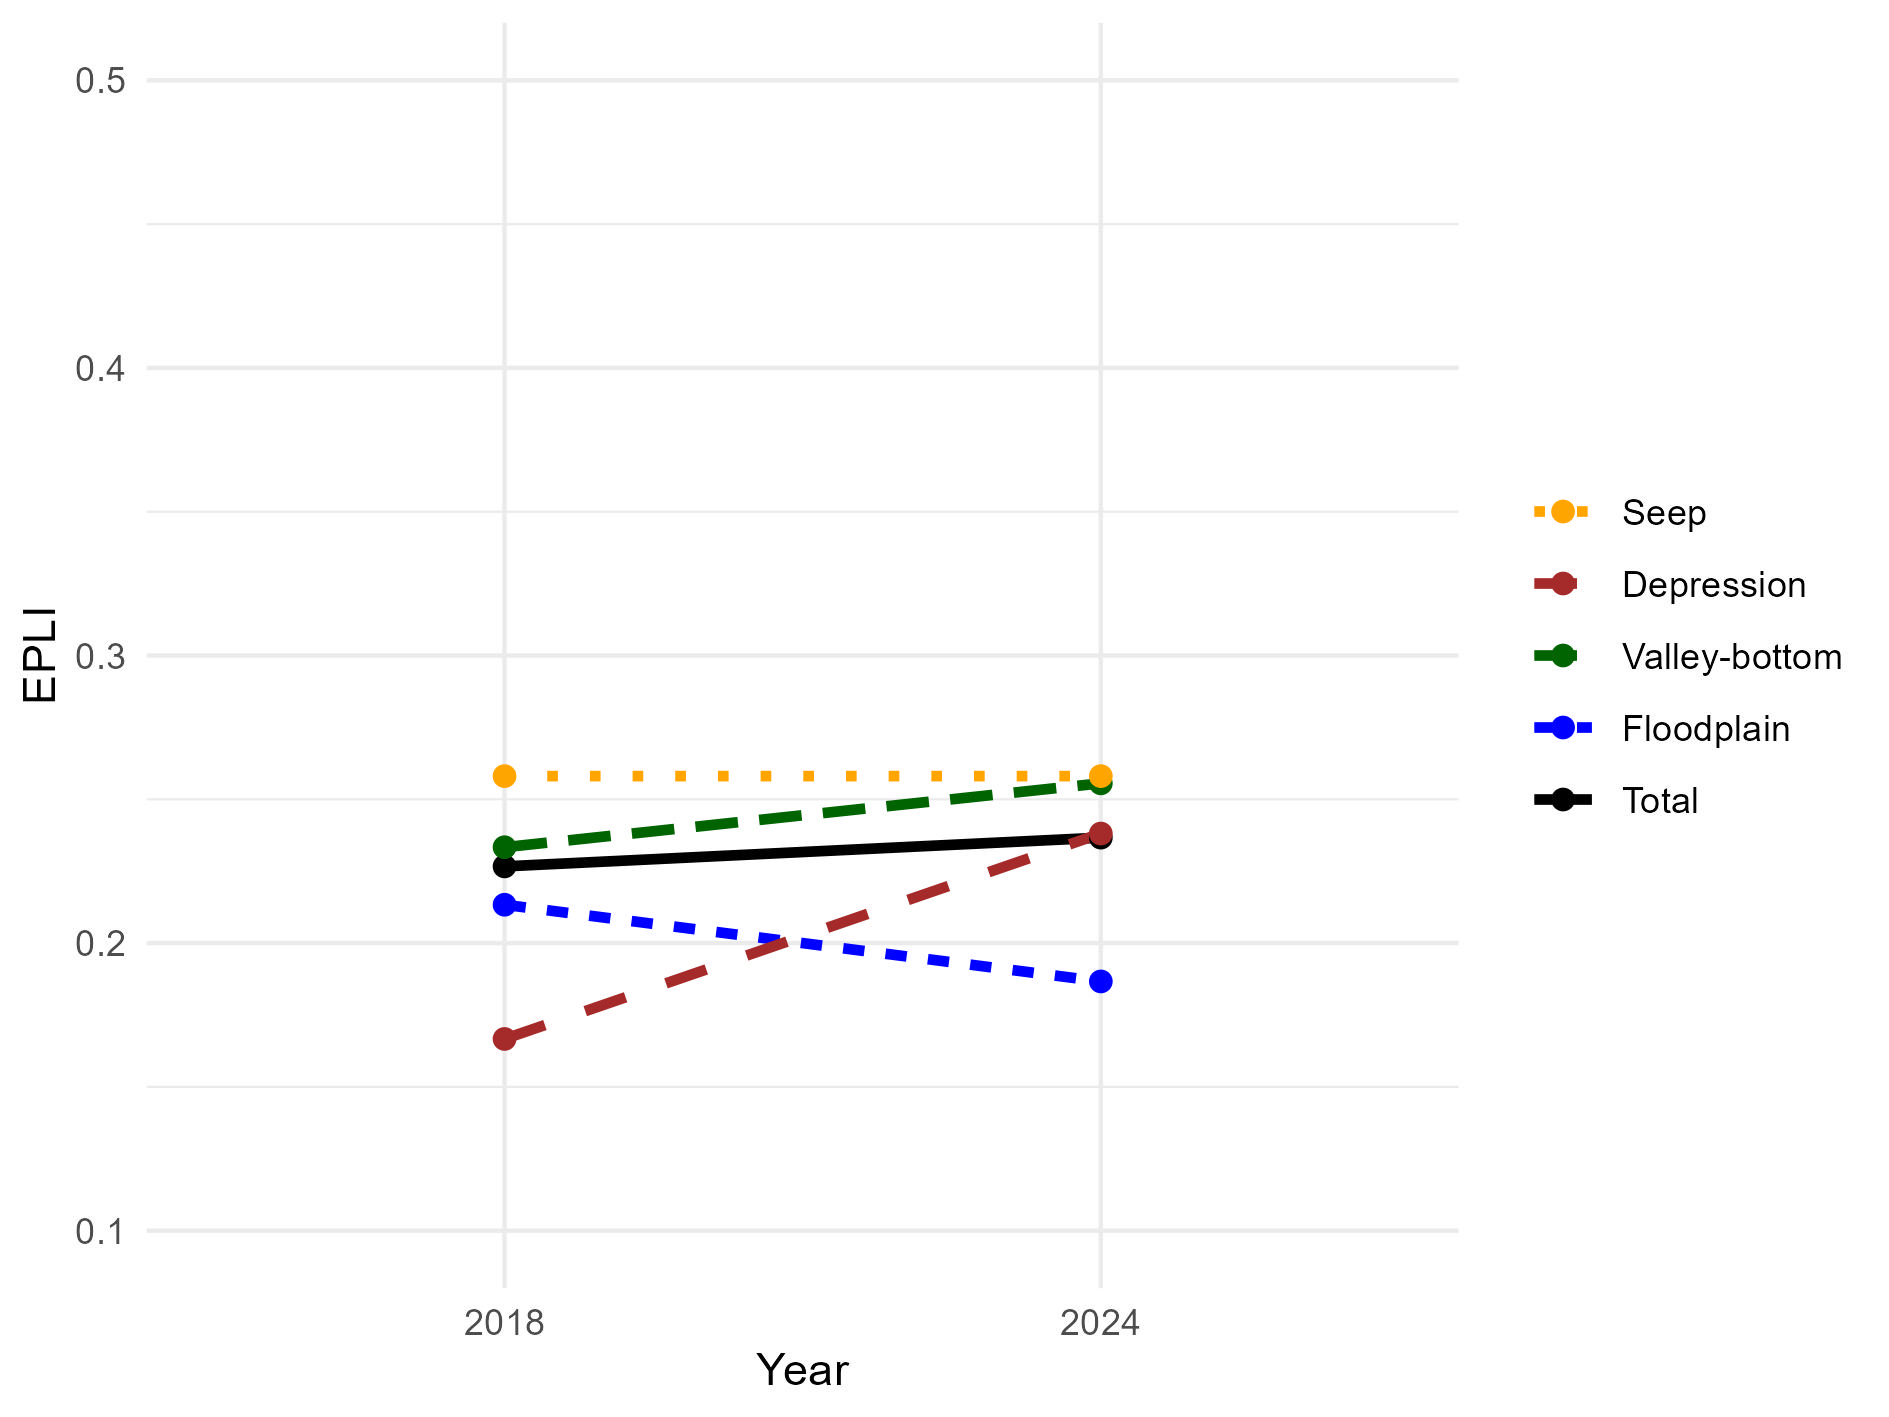 0.5
0.4
0.3
0.2
0.1
EPLI
2018
2024
Year
Seep
Depression
Valley-bottom
Floodplain
Total